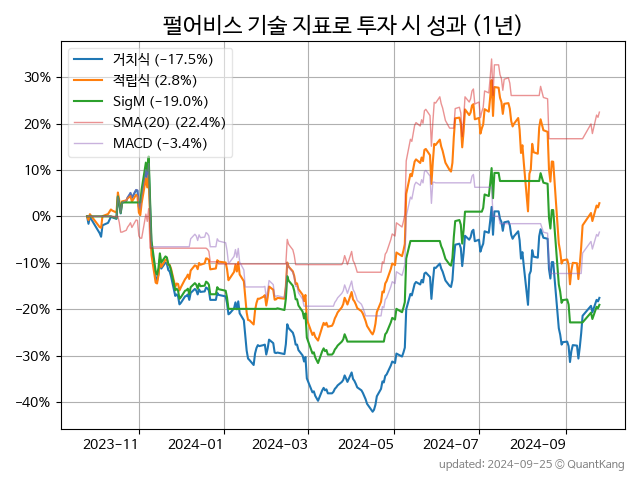 펄어비스 기술 지표로 투자 시 성과 (1년)
거치식 (−17.5%)
적립식 (2.8%)
SigM (−19.0%)
SMA(20) (22.4%)
MACD (−3.4%)
30%
20%
10%
0%
−10%
−20%
−30%
−40%
2023-11 2024-01 2024-03 2024-05 2024-07 2024-09
updated: 2024-09-25 © QuantKang